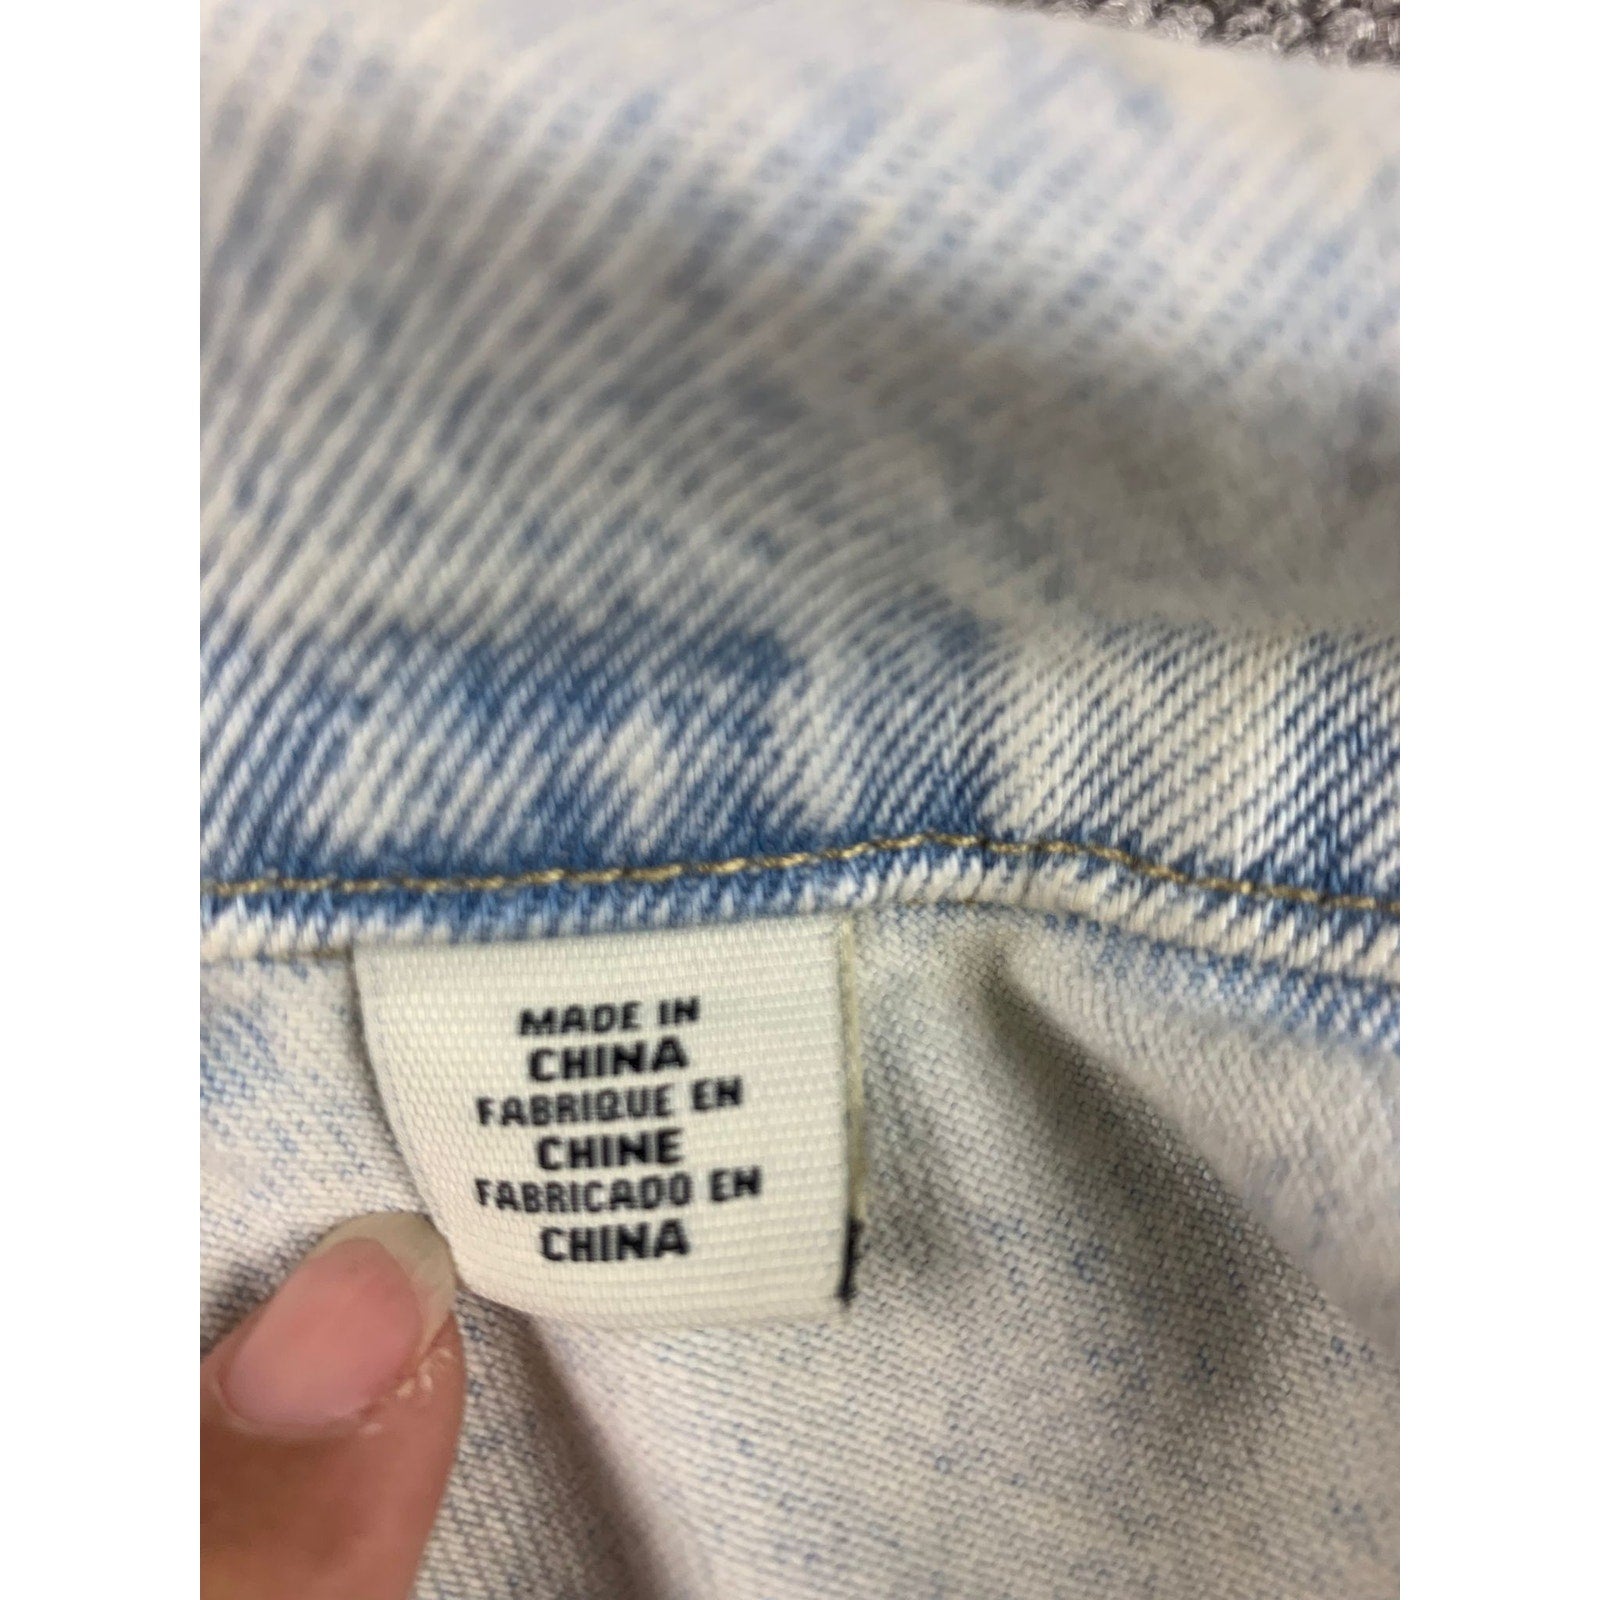 MADE IN
CHINA
FABRIQUE EN
CHINE
FABRICADO EN
CHINA